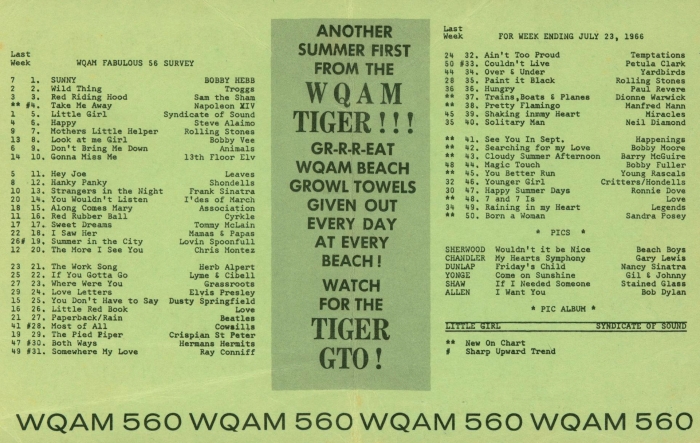 Last
Week WQAM FABULOUS 56 SURVEY
7 1. SUNNY BOBBY HEBB
2 2. Wild Thing Troggs
3 3. Red Riding Hood Sam the Sham
** #4. Take Me Away Napoleon XIV
1 5. Little Girl Syndicate of Sound
4 6. Happy Steve Alaimo
9 7. Mothers Little Helper Rolling Stones
13 8. Look at me Girl Bobby Vee
6 9. Don't Bring Me Down Animals
14 10. Gonna Miss Me 13th Floor Elv
5 11. Hey Joe Leaves
8 12. Hanky Panky Shondells
10 13. Strangers in the Night Frank Sinatra
20 14. You Wouldn't Listen I'des of March
18 15. Along Comes Mary Association
11 16. Red Rubber Ball Cyrkle
17 17. Sweet Dreams Tommy McLain
22 18. I Saw Her Mamas & Papas
26# 19. Summer in the City Lovin Spoonfull
12 20. The More I See You Chris Montez
23 21. The Work Song Herb Alpert
25 22. If You Gotta Go Lyme & Cibell
27 23. Where Were You Grassroots
29 24. Love Letters Elvis Presley
15 25. You Don't Have to Say Dusty Springfield
16 26. Little Red Book Love
21 27. Paperback/Rain Beatles
41 #28. Most of All Cowsills
19 29. The Pied Piper Crispian St Peter
47 #30. Both Ways Hermans Hermits
49 #31. Somewhere My Love Ray Conniff
ANOTHER
SUMMER FIRST
FROM THE
WQAM
TIGER!!!
GR-R-R-EAT
WQAM BEACH
GROWL TOWELS
GIVEN OUT
EVERY DAY
AT EVERY
BEACH!
WATCH
FOR THE
TIGER
GTO!
Last
Week FOR WEEK ENDING JULY 23, 1966
24 32. Ain't Too Proud Temptations
50 #33. Couldn't Live Petula Clark
44 34. Over & Under Yardbirds
28 35. Paint it Black Rolling Stones
36 36. Hungry Paul Revere
** 37. Trains,Boats & Planes Dionne Warwick
** 38. Pretty Flamingo Manfred Mann
45 39. Shaking inmy Heart Miracles
35 40. Solitary Man Neil Diamond
** 41. See You In Sept. Happenings
** 42. Searching for my Love Bobby Moore
** 43. Cloudy Summer Afternoon Barry McGuire
48 44. Magic Touch Bobby Fuller
** 45. You Better Run Young Rascals
32 46. Younger Girl Critters/Hondells
30 47. Happy Summer Days Ronnie Dove
** 48. 7 and 7 Is Love
34 49. Raining in my Heart Legends
** 50. Born a Woman Sandra Posey
* PICS *
SHERWOOD Wouldn't it be Nice Beach Boys
CHANDLER My Hearts Symphony Gary Lewis
DUNLAP Friday's Child Nancy Sinatra
YONGE Come on Sunshine Gil & Johnny
SHAW If I Needed Someone Stained Glass
ALLEN I Want You Bob Dylan
* PIC ALBUM *
LITTLE GIRL SYNDICATE OF SOUND
** New On Chart
# Sharp Upward Trend
WQAM 560 WQAM 560 WQAM 560 WQAM 560